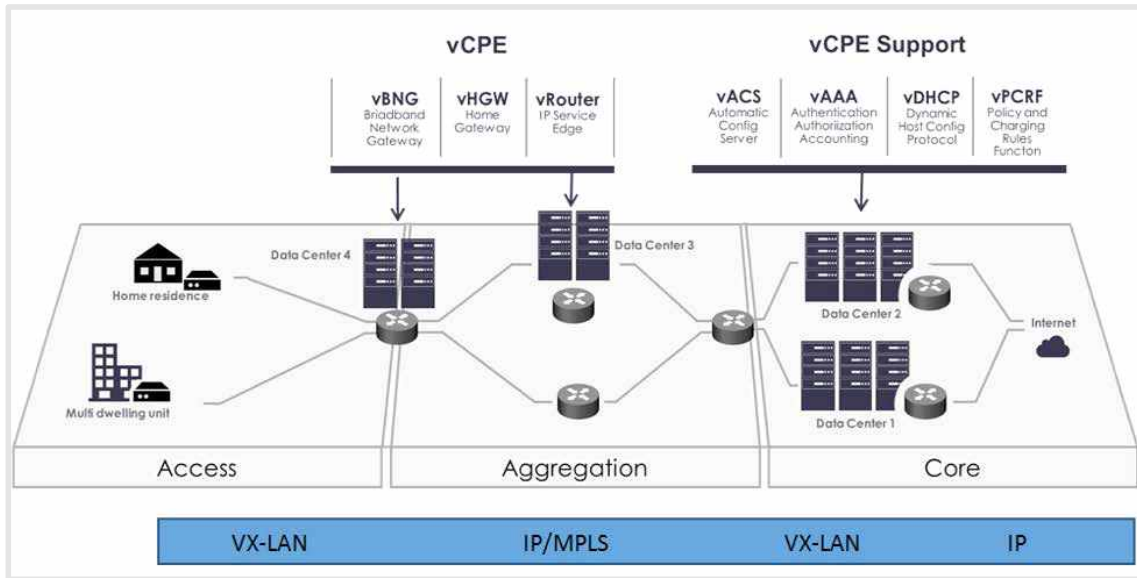 vCPE
vCPE Support
vBNG
Briadband
Network
Gateway
vHGW
Home
Gateway
vRouter
IP Service
Edge
vACS
Automatic
Config
Server
vAAA
Authentication
Authoriization
Accounting
vDHCP
Dynamic
Host Config
Protocol
vPCRF
Policy and
Charging
Rules
Functon
Data Center 4
Data Center 3
Home residence
Data Center 2
Internet
Multi dwelling unit
Data Center 1
Access
Aggregation
Core
VX-LAN
IP/MPLS
VX-LAN
IP